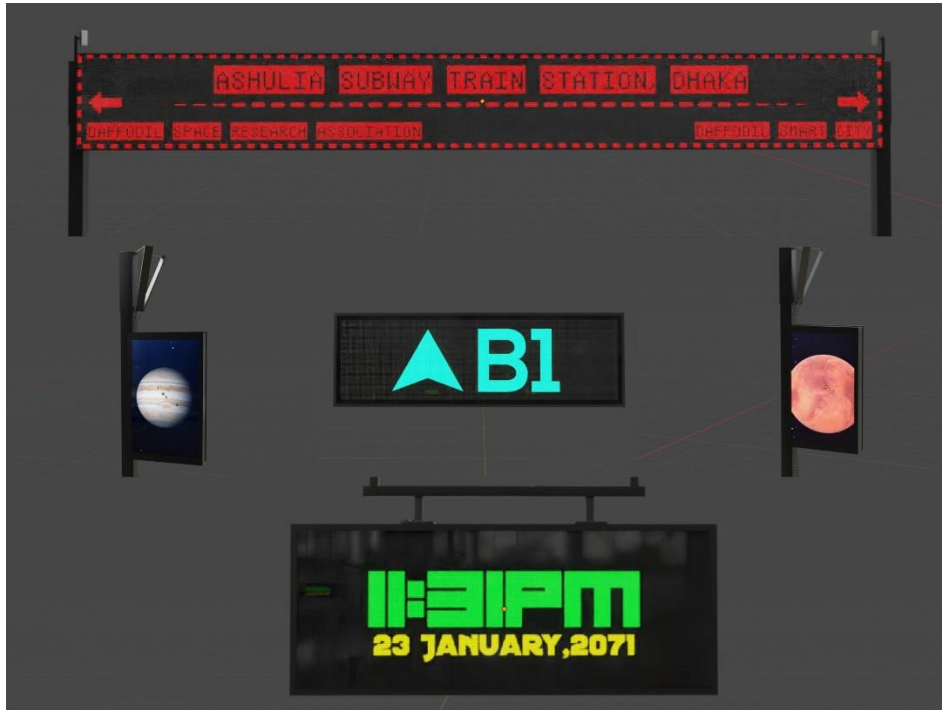 ASHULIA SUBWAY TRAIN STATION, DHAKA
DAFFODIL SPACE RESEARCH ASSOCIATION DAFFODIL SMART CITY
B1
11:31PM
23 JANUARY,2071